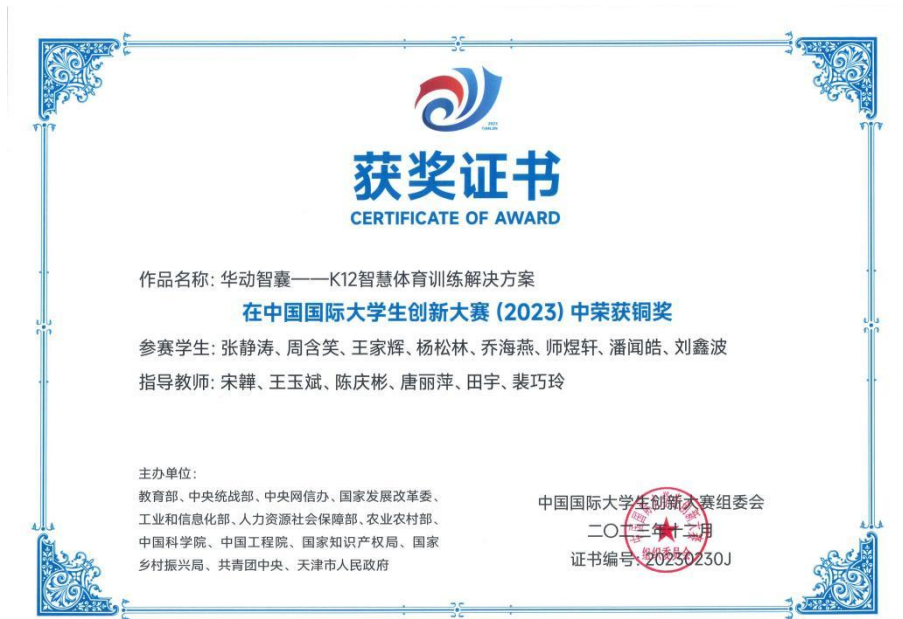 2023
TIANJIN
获奖证书
CERTIFICATE OF AWARD
作品名称: 华动智囊——K12智慧体育训练解决方案
在中国国际大学生创新大赛 (2023) 中荣获铜奖
参赛学生: 张静涛、周含笑、王家辉、杨松林、乔海燕、师煜轩、潘闻皓、刘鑫波
指导教师: 宋韡、王玉斌、陈庆彬、唐丽萍、田宇、裴巧玲
主办单位:
教育部、中央统战部、中央网信办、国家发展改革委、
工业和信息化部、人力资源社会保障部、农业农村部、
中国科学院、中国工程院、国家知识产权局、国家
乡村振兴局、共青团中央、天津市人民政府
中国国际大学生创新大赛组委会
二〇二三年十二月
证书编号: 20230230J